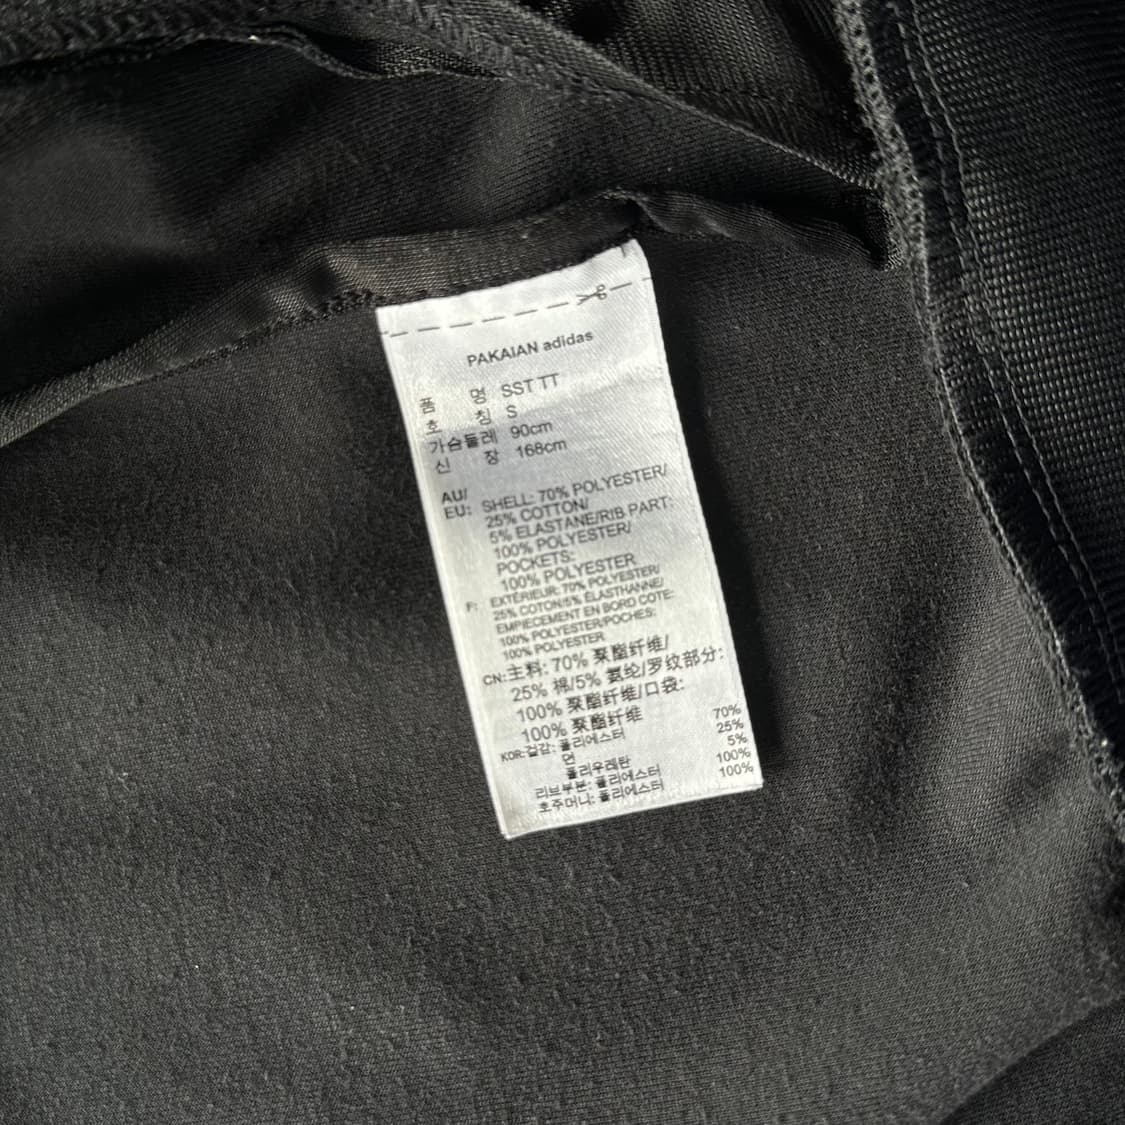 PAKAIAN adidas
품 명 SST TT
호 칭 S
가슴둘레 90cm
신 장 168cm
AU/
EU: SHELL: 70% POLYESTER/
25% COTTON/
5% ELASTANE/RIB PART:
100% POLYESTER/
POCKETS:
100% POLYESTER
F: EXTÉRIEUR: 70% POLYESTER/
25% COTON/5% ÉLASTHANNE/
EMPIECEMENT EN BORD COTE:
100% POLYESTER/POCHES:
100% POLYESTER
CN:主料: 70% 聚酯纤维/
25% 棉/5% 氨纶/罗纹部分:
100% 聚酯纤维/口袋:
100% 聚酯纤维
KOR:겉감: 폴리에스터 70%
면 25%
폴리우레탄 5%
리브부분: 폴리에스터 100%
호주머니: 폴리에스터 100%